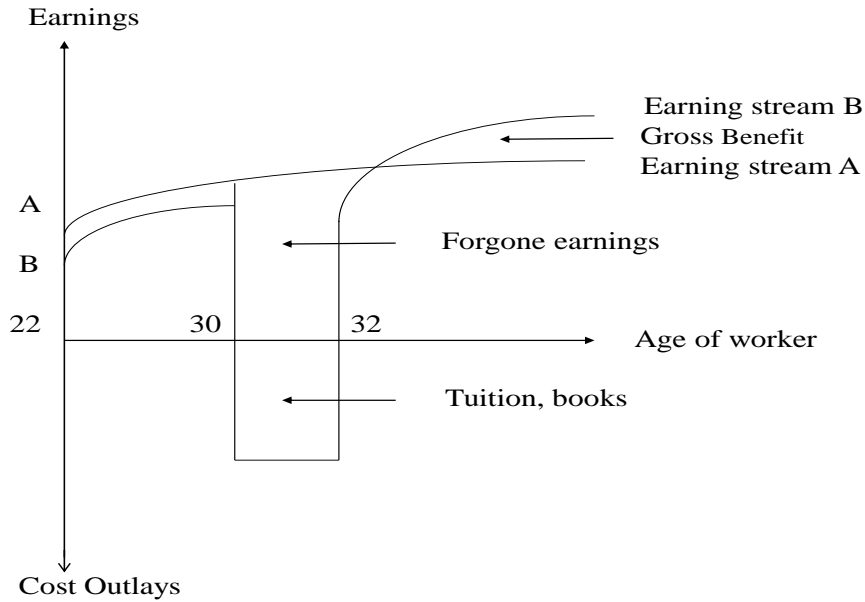 Earnings
Earning stream B
Gross Benefit
Earning stream A
A
Forgone earnings
B
22
30
32
Age of worker
Tuition, books
Cost Outlays